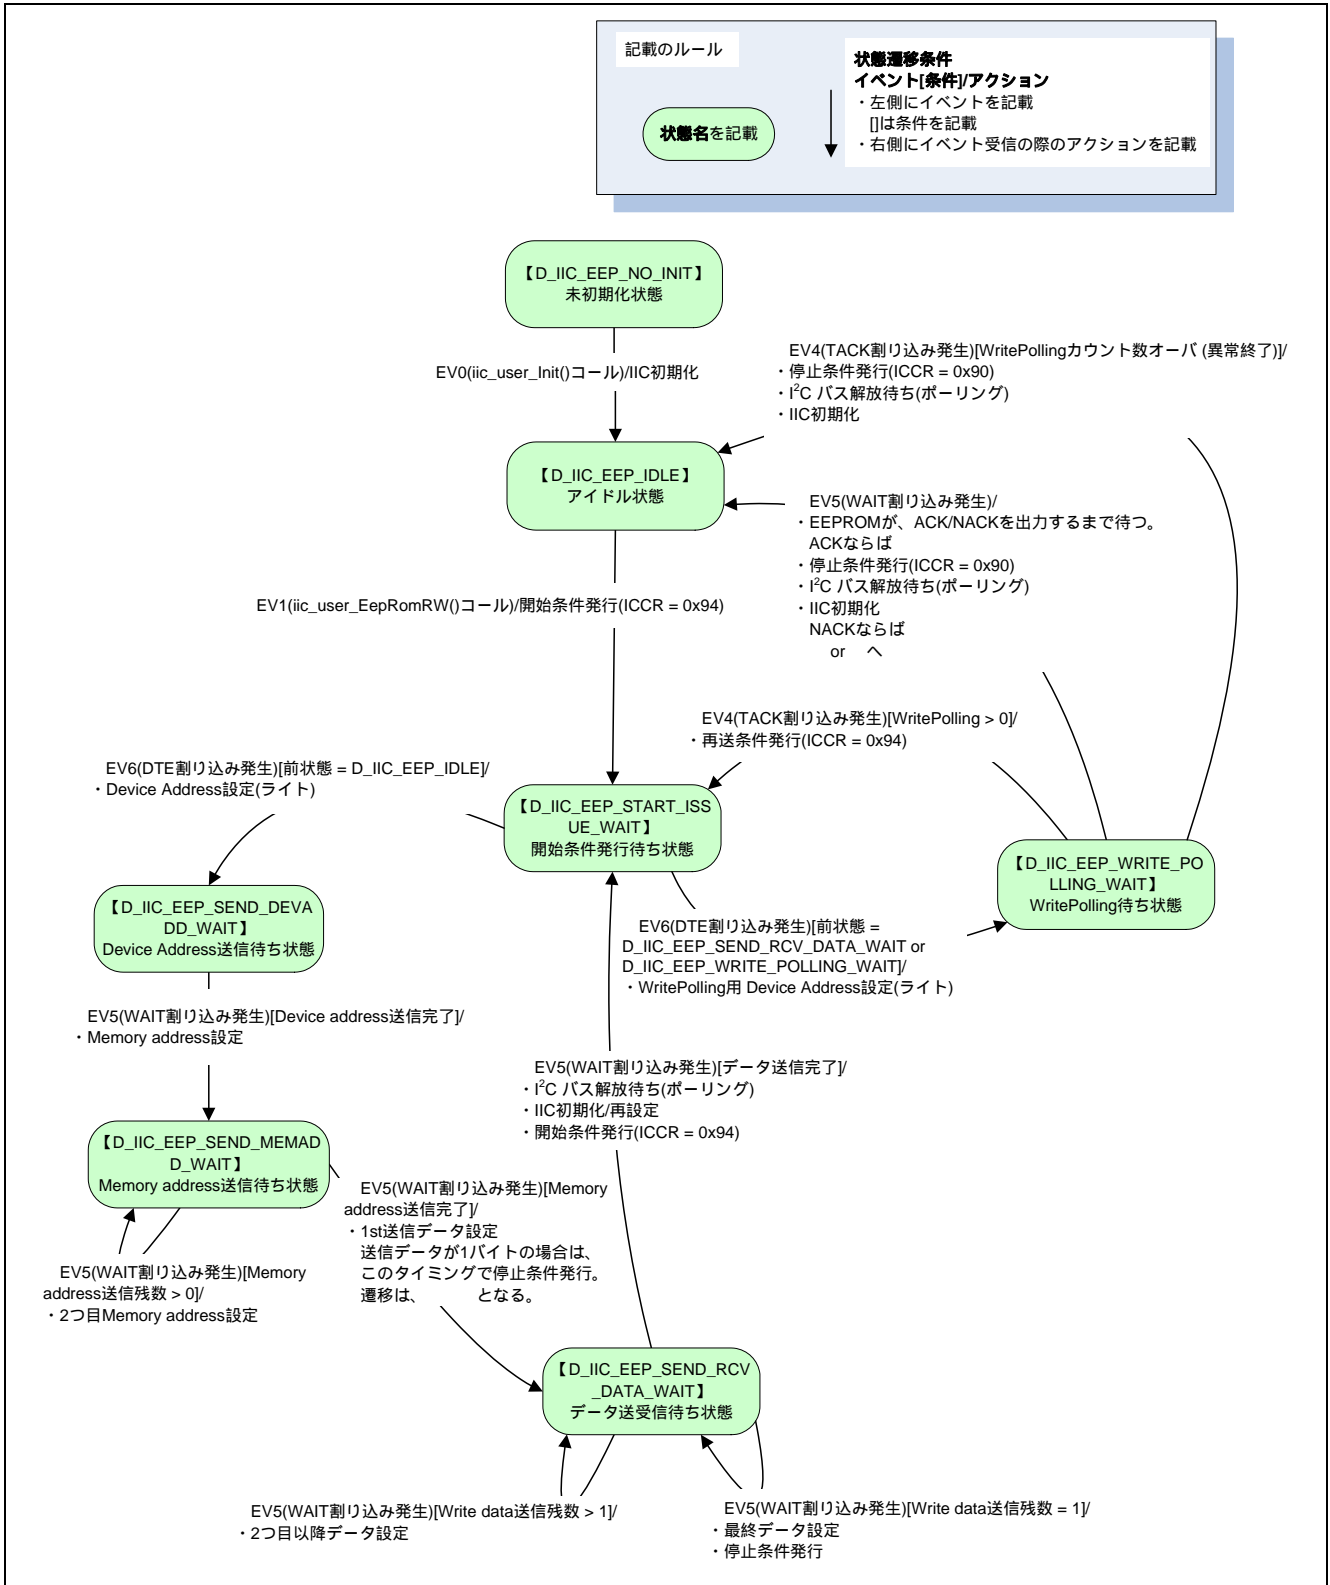 記載のルール
状態名を記載
状態遷移条件
イベント[条件]/アクション
・左側にイベントを記載
[]は条件を記載
・右側にイベント受信の際のアクションを記載
【D_IIC_EEP_NO_INIT】
未初期化状態
EV0(iic_user_Init()コール)/IIC初期化
EV4(TACK割り込み発生)[WritePollingカウント数オーバ (異常終了)]/
・停止条件発行(ICCR = 0x90)
・I²C バス解放待ち(ポーリング)
・IIC初期化
【D_IIC_EEP_IDLE】
アイドル状態
EV5(WAIT割り込み発生)/
・EEPROMが、ACK/NACKを出力するまで待つ。
ACKならば
・停止条件発行(ICCR = 0x90)
・I²C バス解放待ち(ポーリング)
・IIC初期化
NACKならば
or へ
EV1(iic_user_EepRomRW()コール)/開始条件発行(ICCR = 0x94)
EV4(TACK割り込み発生)[WritePolling > 0]/
・再送条件発行(ICCR = 0x94)
EV6(DTE割り込み発生)[前状態 = D_IIC_EEP_IDLE]/
・Device Address設定(ライト)
【D_IIC_EEP_START_ISS
UE_WAIT】
開始条件発行待ち状態
【D_IIC_EEP_WRITE_PO
LLING_WAIT】
WritePolling待ち状態
【D_IIC_EEP_SEND_DEVA
DD_WAIT】
Device Address送信待ち状態
EV6(DTE割り込み発生)[前状態 =
D_IIC_EEP_SEND_RCV_DATA_WAIT or
D_IIC_EEP_WRITE_POLLING_WAIT]/
・WritePolling用 Device Address設定(ライト)
EV5(WAIT割り込み発生)[Device address送信完了]/
・Memory address設定
EV5(WAIT割り込み発生)[データ送信完了]/
・I²C バス解放待ち(ポーリング)
・IIC初期化/再設定
・開始条件発行(ICCR = 0x94)
【D_IIC_EEP_SEND_MEMAD
D_WAIT】
Memory address送信待ち状態
EV5(WAIT割り込み発生)[Memory
address送信完了]/
・1st送信データ設定
送信データが1バイトの場合は、
このタイミングで停止条件発行。
遷移は、 となる。
EV5(WAIT割り込み発生)[Memory
address送信残数 > 0]/
・2つ目Memory address設定
【D_IIC_EEP_SEND_RCV
_DATA_WAIT】
データ送受信待ち状態
EV5(WAIT割り込み発生)[Write data送信残数 > 1]/
・2つ目以降データ設定
EV5(WAIT割り込み発生)[Write data送信残数 = 1]/
・最終データ設定
・停止条件発行